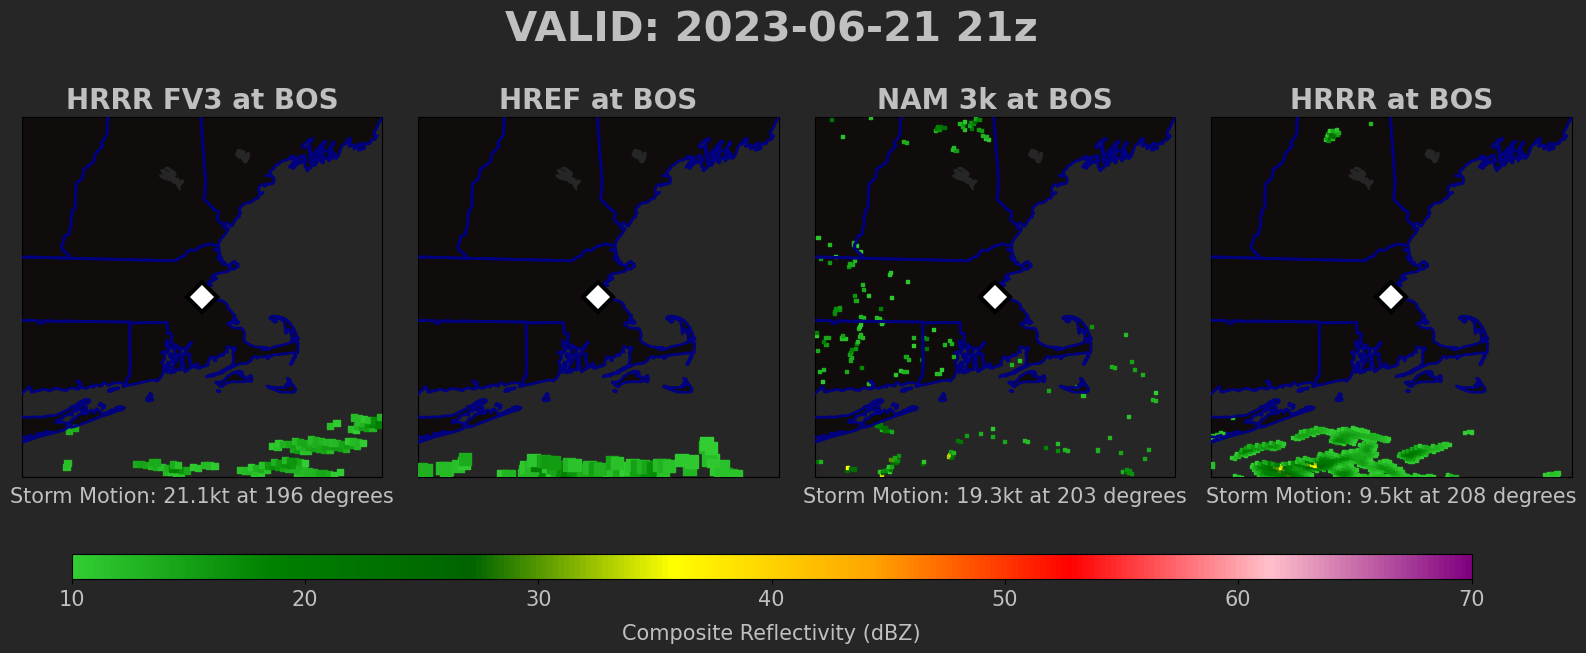 VALID: 2023-06-21 21z
HRRR FV3 at BOS
HREF at BOS
NAM 3k at BOS
HRRR at BOS
Storm Motion: 21.1kt at 196 degrees
Storm Motion: 19.3kt at 203 degrees
Storm Motion: 9.5kt at 208 degrees
10 20 30 40 50 60 70
Composite Reflectivity (dBZ)